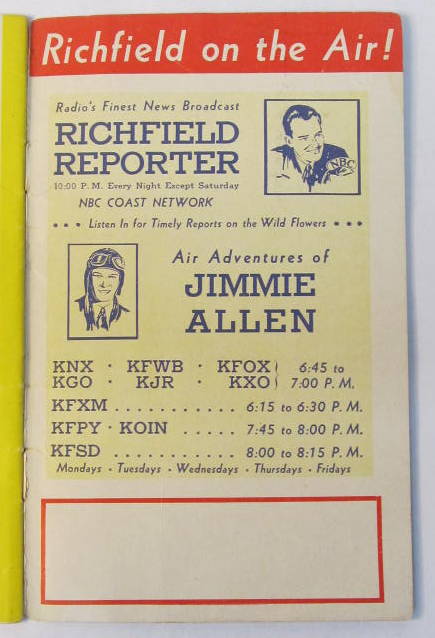 Richfield on the Air!
Radio's Finest News Broadcast
RICHFIELD
REPORTER
10:00 P. M. Every Night Except Saturday
NBC COAST NETWORK
NBC
• • • Listen In for Timely Reports on the Wild Flowers • • •
Air Adventures of
JIMMIE
ALLEN
KNX · KFWB · KFOX } 6:45 to
KGO · KJR · KXO } 7:00 P. M.
KFXM . . . . . . . . . . . 6:15 to 6:30 P. M.
KFPY · KOIN . . . . . 7:45 to 8:00 P. M.
KFSD . . . . . . . . . . . . 8:00 to 8:15 P. M.
Mondays • Tuesdays • Wednesdays • Thursdays • Fridays